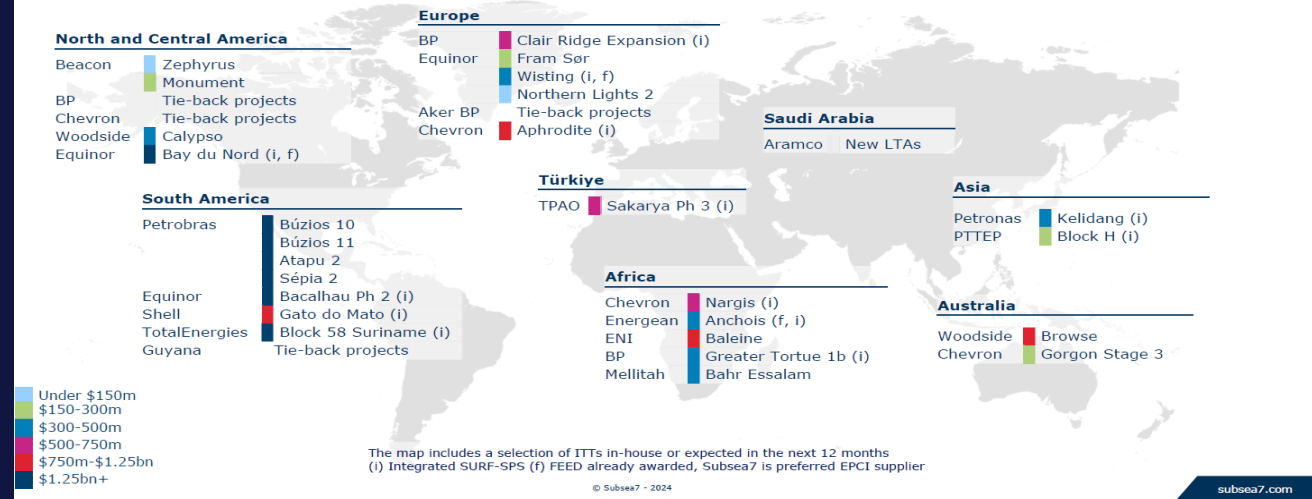 North and Central America
Beacon Zephyrus
Monument
BP Tie-back projects
Chevron Tie-back projects
Woodside Calypso
Equinor Bay du Nord (i, f)
Europe
BP Clair Ridge Expansion (i)
Equinor Fram Sør
Wisting (i, f)
Northern Lights 2
Aker BP Tie-back projects
Chevron Aphrodite (i)
Saudi Arabia
Aramco New LTAs
Türkiye
TPAO Sakarya Ph 3 (i)
Asia
Petronas Kelidang (i)
PTTEP Block H (i)
South America
Petrobras Búzios 10
Búzios 11
Atapu 2
Sépia 2
Equinor Bacalhau Ph 2 (i)
Shell Gato do Mato (i)
TotalEnergies Block 58 Suriname (i)
Guyana Tie-back projects
Africa
Chevron Nargis (i)
Energean Anchois (f, i)
ENI Baleine
BP Greater Tortue 1b (i)
Mellitah Bahr Essalam
Australia
Woodside Browse
Chevron Gorgon Stage 3
Under $150m
$150-300m
$300-500m
$500-750m
$750m-$1.25bn
$1.25bn+
The map includes a selection of ITTs in-house or expected in the next 12 months
(i) Integrated SURF-SPS (f) FEED already awarded, Subsea7 is preferred EPCI supplier
© Subsea7 - 2024
subsea7.com